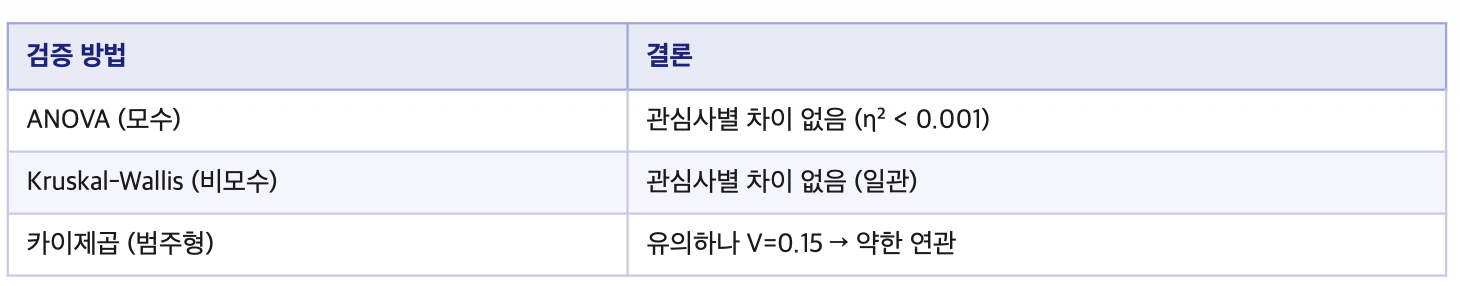 검증 방법 결론
ANOVA (모수) 관심사별 차이 없음 (η² < 0.001)
Kruskal-Wallis (비모수) 관심사별 차이 없음 (일관)
카이제곱 (범주형) 유의하나 V=0.15 → 약한 연관